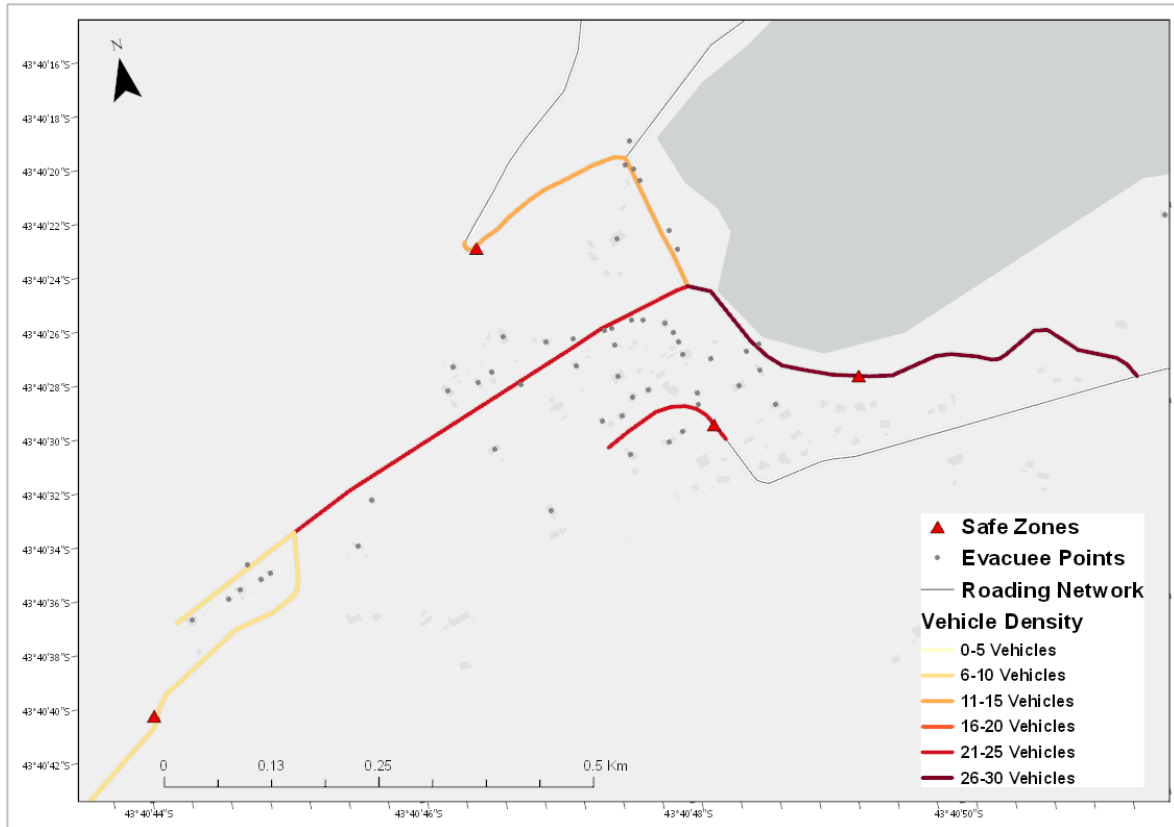 N
43°40'16"S
43°40'18"S
43°40'20"S
43°40'22"S
43°40'24"S
43°40'26"S
43°40'28"S
43°40'30"S
43°40'32"S
43°40'34"S
43°40'36"S
43°40'38"S
43°40'40"S
43°40'42"S
Safe Zones
Evacuee Points
Roading Network
Vehicle Density
0-5 Vehicles
6-10 Vehicles
11-15 Vehicles
16-20 Vehicles
21-25 Vehicles
26-30 Vehicles
0 0.13 0.25 0.5 Km
43°40'44"S 43°40'46"S 43°40'48"S 43°40'50"S